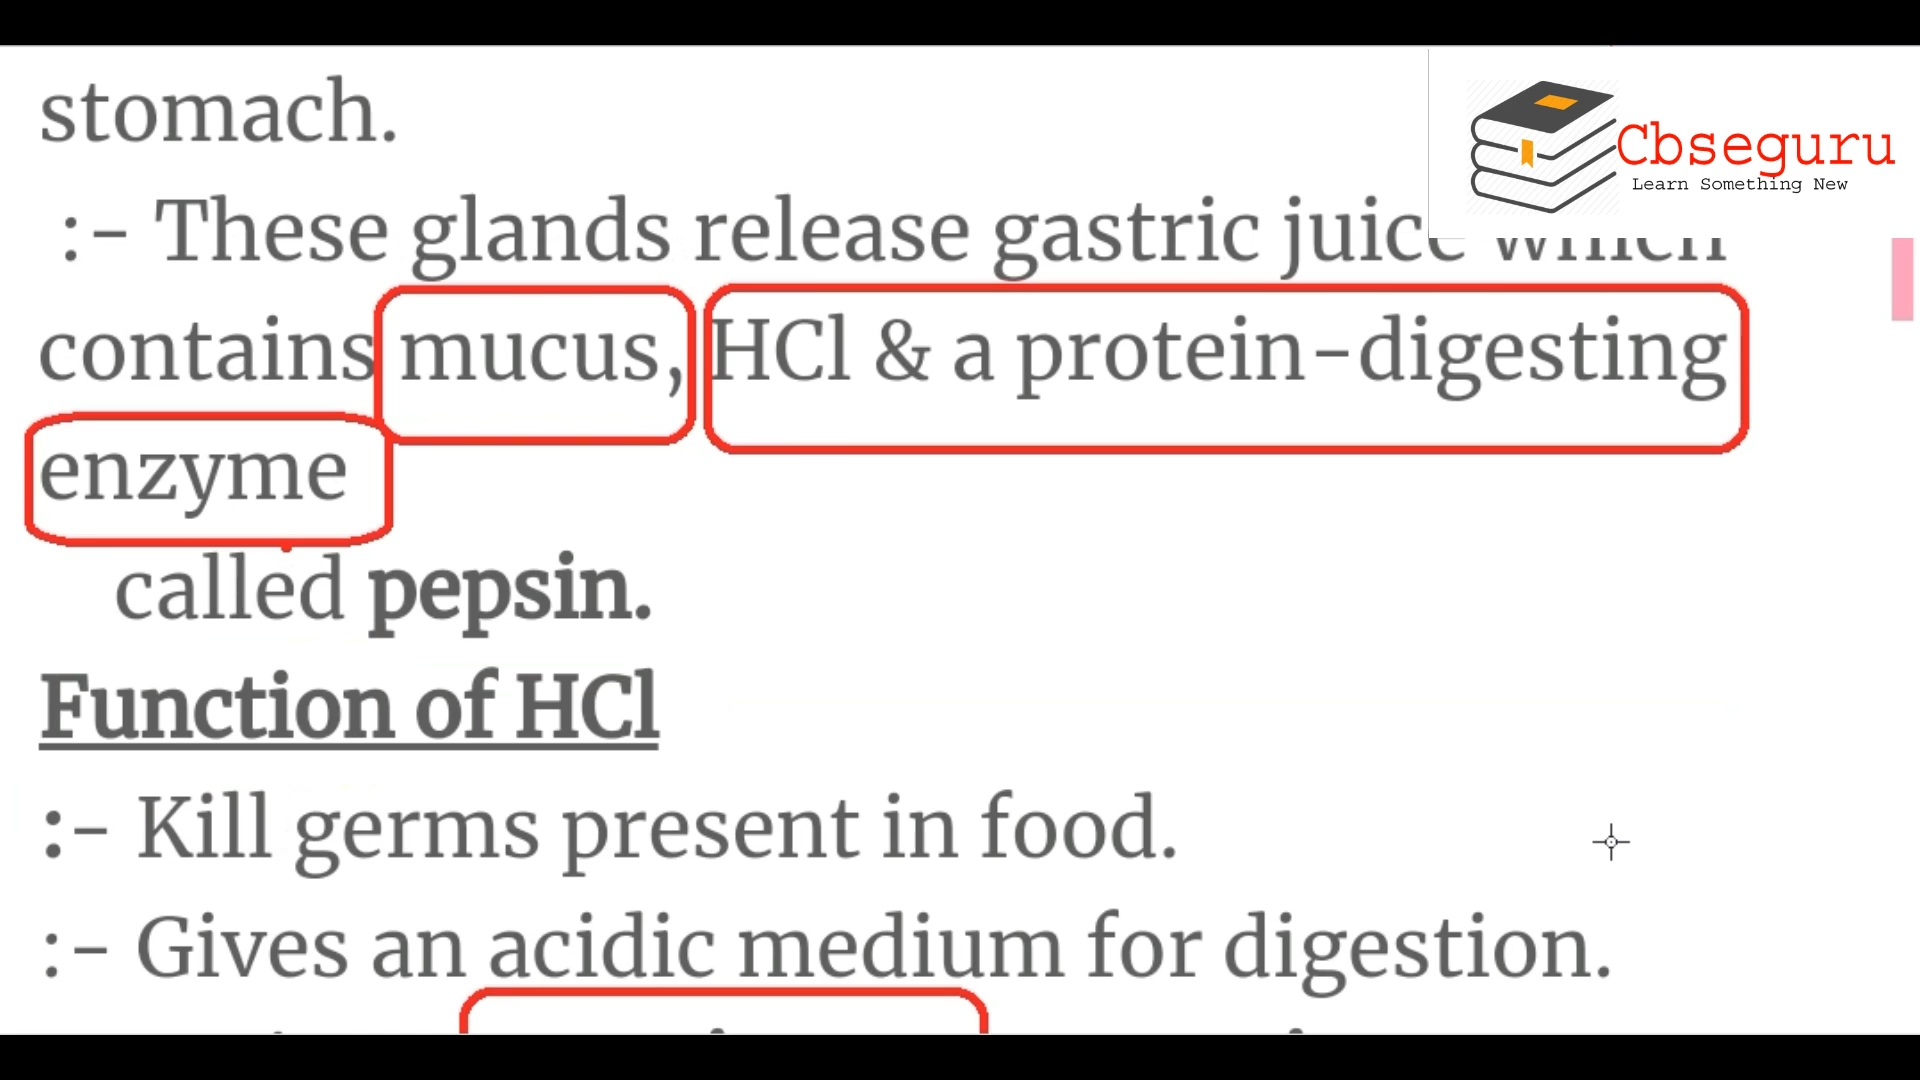 stomach.
:- These glands release gastric juice which
contains mucus, HCl & a protein-digesting
enzyme
called pepsin.
Function of HCl
:- Kill germs present in food.
:- Gives an acidic medium for digestion.
Cbseguru
Learn Something New